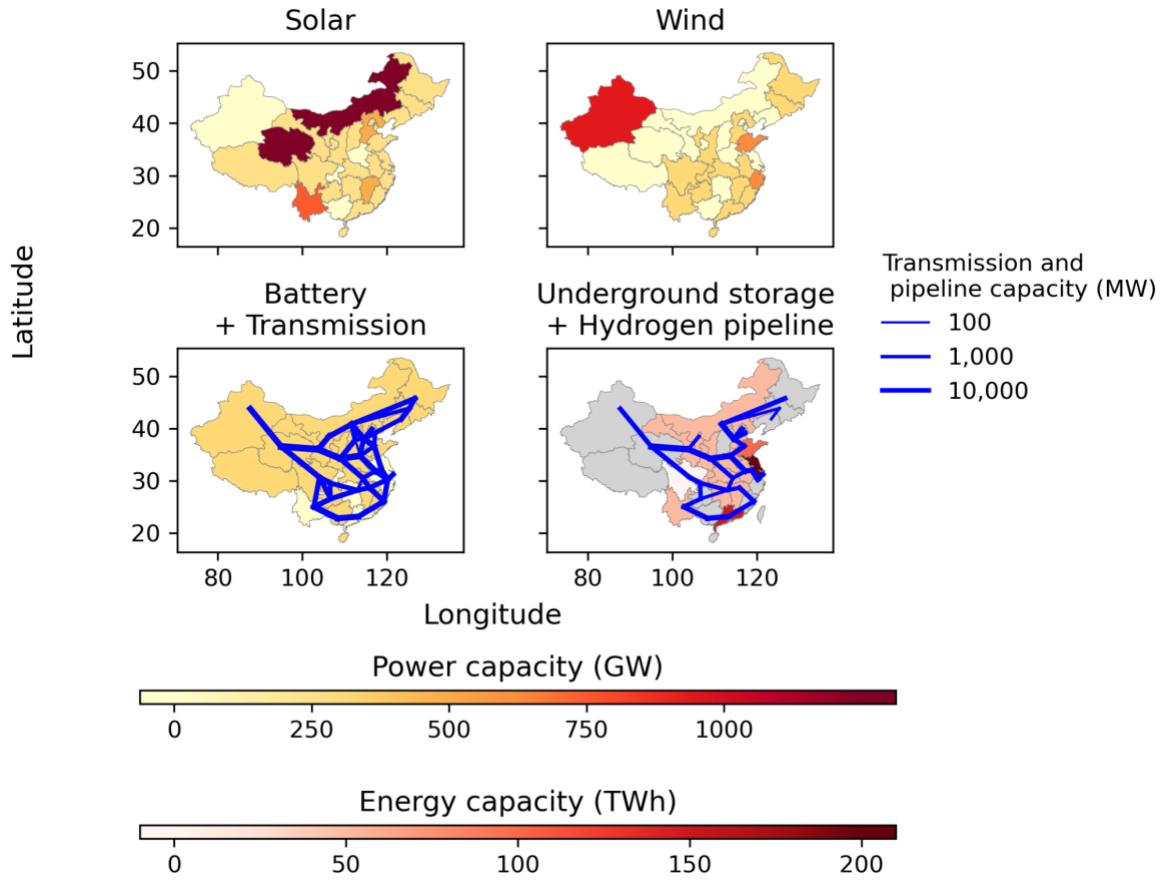 Solar
Wind
50
40
30
20
Latitude
Transmission and
pipeline capacity (MW)
100
1,000
10,000
Battery
+ Transmission
Underground storage
+ Hydrogen pipeline
50
40
30
20
80
100
120
80
100
120
Longitude
Power capacity (GW)
0
250
500
750
1000
Energy capacity (TWh)
0
50
100
150
200